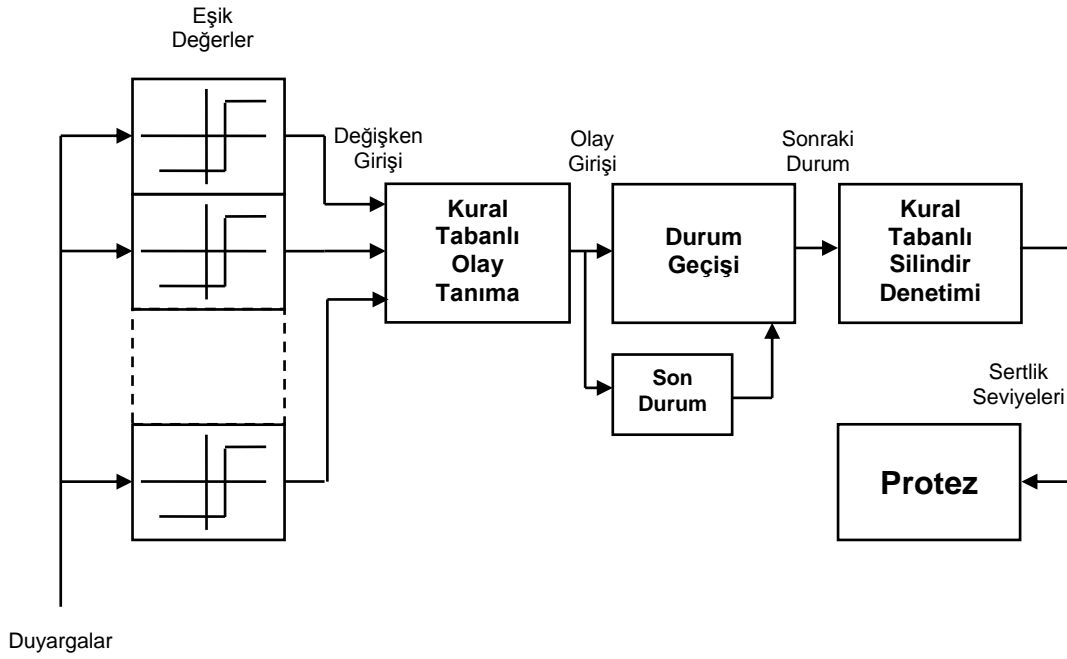 Eşik
Değerler
Değişken
Girişi
Olay
Girişi
Sonraki
Durum
Kural
Tabanlı
Olay
Tanıma
Durum
Geçişi
Kural
Tabanlı
Silindir
Denetimi
Son
Durum
Sertlik
Seviyeleri
Protez
Duyargalar